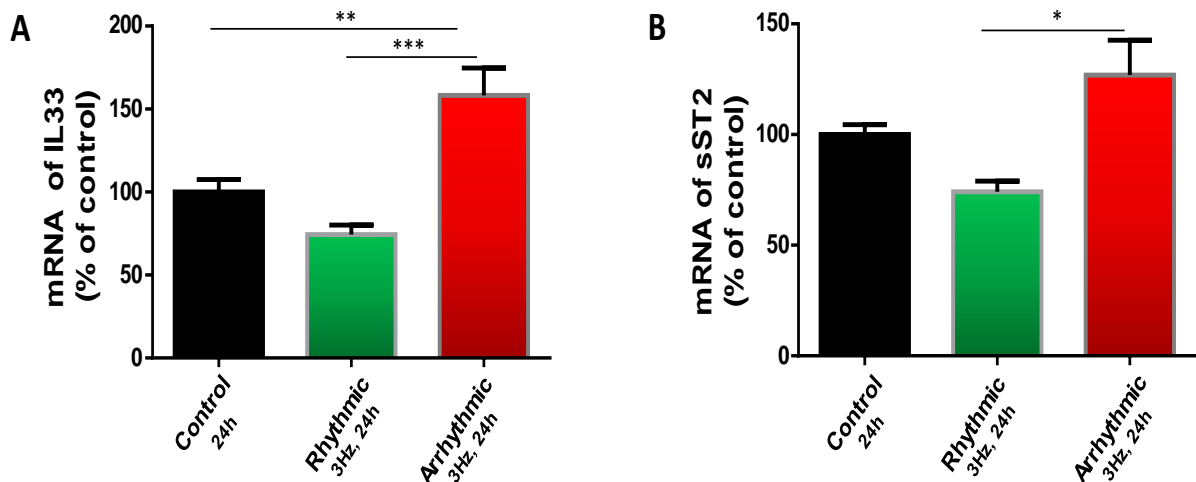 A
mRNA of IL33
(% of control)
200
150
100
50
0
**
***
Control
24h
Rhythmic
3Hz, 24h
Arrhythmic
3Hz, 24h
B
mRNA of sST2
(% of control)
150
100
50
0
*
Control
24h
Rhythmic
3Hz, 24h
Arrhythmic
3Hz, 24h